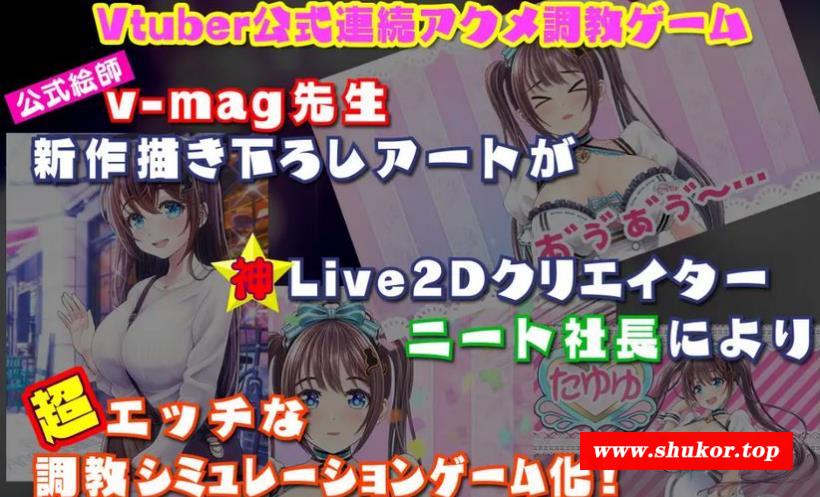 Vtuber公式連続アクメ調教ゲーム
公式絵師
v-mag先生
新作描き下ろしアートが
あ゛ゔあ゛ゔ～…
神Live2Dクリエイター
ニート社長により
たゆゆ
超エッチな
調教シミュレーションゲーム化!
www.shukor.top